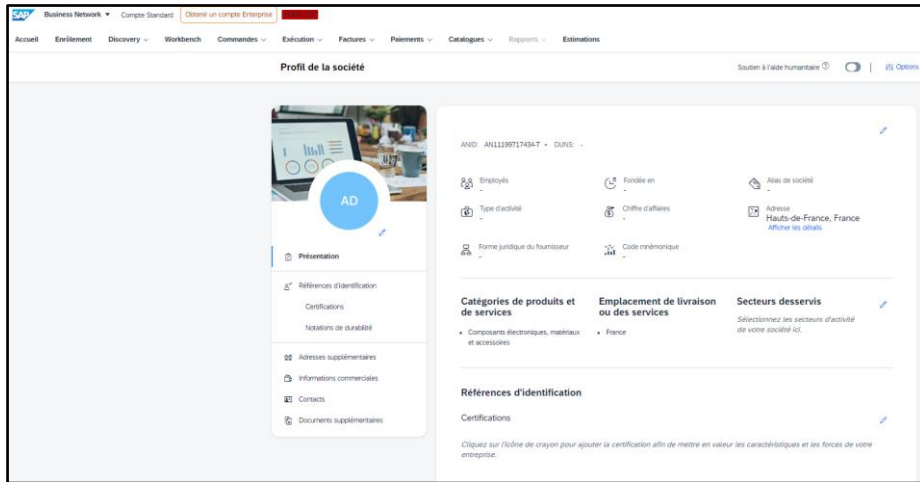 SAP Business Network Compte Standard Obtenir un compte Enterprise
Accueil Enrôlement Discovery Workbench Commandes Exécution Factures Paiements Catalogues Rapports Estimations
Profil de la société
Soutien à l'aide humanitaire
Options
AD
Présentation
Références d'identification
Certifications
Notations de durabilité
Adresses supplémentaires
Informations commerciales
Contacts
Documents supplémentaires
ANID: AN11199717434-T • DUNS: -
Employés
-
Fondée en
-
Alias de société
-
Type d'activité
-
Chiffre d'affaires
-
Adresse
Hauts-de-France, France
Afficher les détails
Forme juridique du fournisseur
-
Code mnémonique
-
Catégories de produits et
de services
• Composants électroniques, matériaux
et accessoires
Emplacement de livraison
ou des services
• France
Secteurs desservis
Sélectionnez les secteurs d'activité
de votre société ici.
Références d'identification
Certifications
Cliquez sur l'icône de crayon pour ajouter la certification afin de mettre en valeur les caractéristiques et les forces de votre
entreprise.